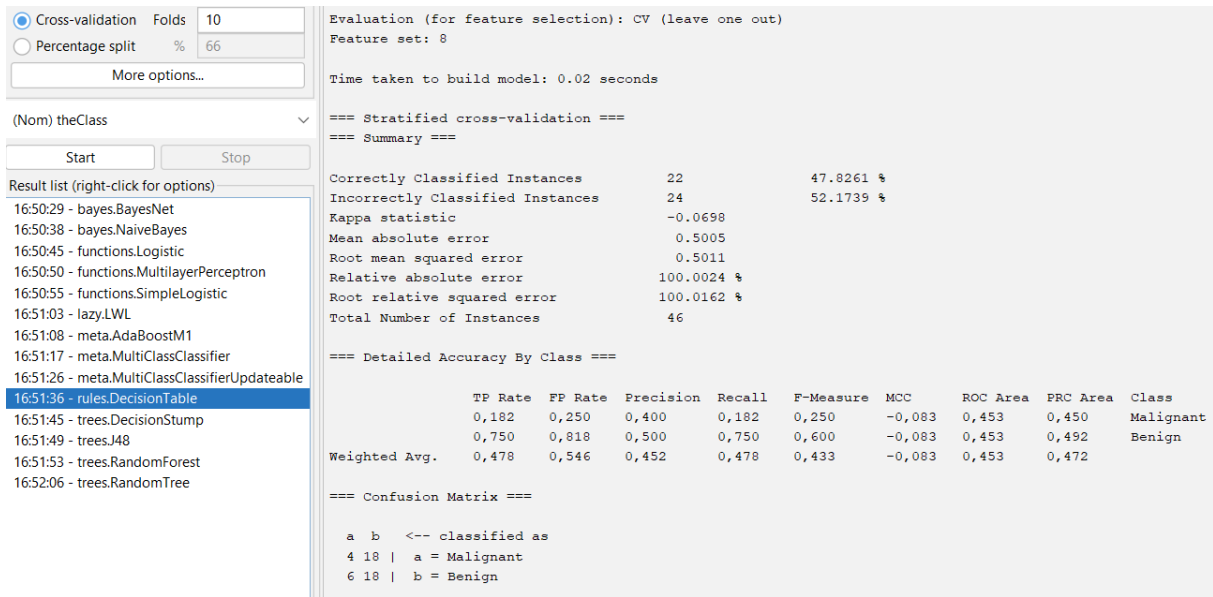 Cross-validation Folds 10
Percentage split % 66
More options...
(Nom) theClass
Start Stop
Result list (right-click for options)
16:50:29 - bayes.BayesNet
16:50:38 - bayes.NaiveBayes
16:50:45 - functions.Logistic
16:50:50 - functions.MultilayerPerceptron
16:50:55 - functions.SimpleLogistic
16:51:03 - lazy.LWL
16:51:08 - meta.AdaBoostM1
16:51:17 - meta.MultiClassClassifier
16:51:26 - meta.MultiClassClassifierUpdateable
16:51:36 - rules.DecisionTable
16:51:45 - trees.DecisionStump
16:51:49 - trees.J48
16:51:53 - trees.RandomForest
16:52:06 - trees.RandomTree
Evaluation (for feature selection): CV (leave one out)
Feature set: 8
Time taken to build model: 0.02 seconds
=== Stratified cross-validation ===
=== Summary ===
Correctly Classified Instances 22 47.8261 %
Incorrectly Classified Instances 24 52.1739 %
Kappa statistic -0.0698
Mean absolute error 0.5005
Root mean squared error 0.5011
Relative absolute error 100.0024 %
Root relative squared error 100.0162 %
Total Number of Instances 46
=== Detailed Accuracy By Class ===
TP Rate FP Rate Precision Recall F-Measure MCC ROC Area PRC Area Class
0,182 0,250 0,400 0,182 0,250 -0,083 0,453 0,450 Malignant
0,750 0,818 0,500 0,750 0,600 -0,083 0,453 0,492 Benign
Weighted Avg. 0,478 0,546 0,452 0,478 0,433 -0,083 0,453 0,472
=== Confusion Matrix ===
a b <-- classified as
4 18 | a = Malignant
6 18 | b = Benign